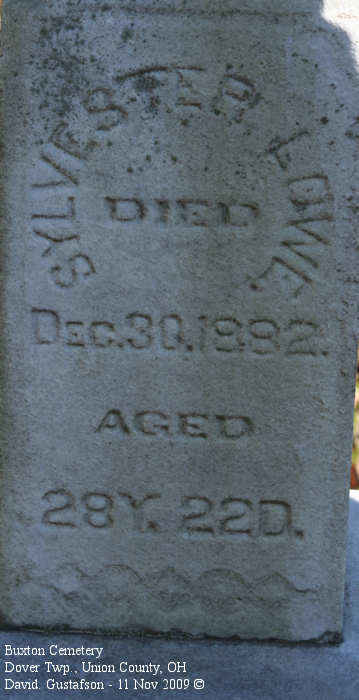 SYLVESTER LOWE.
DIED
DEC. 30, 1882.
AGED
28Y. 22D.
Buxton Cemetery
Dover Twp., Union County, OH
David. Gustafson - 11 Nov 2009 ©